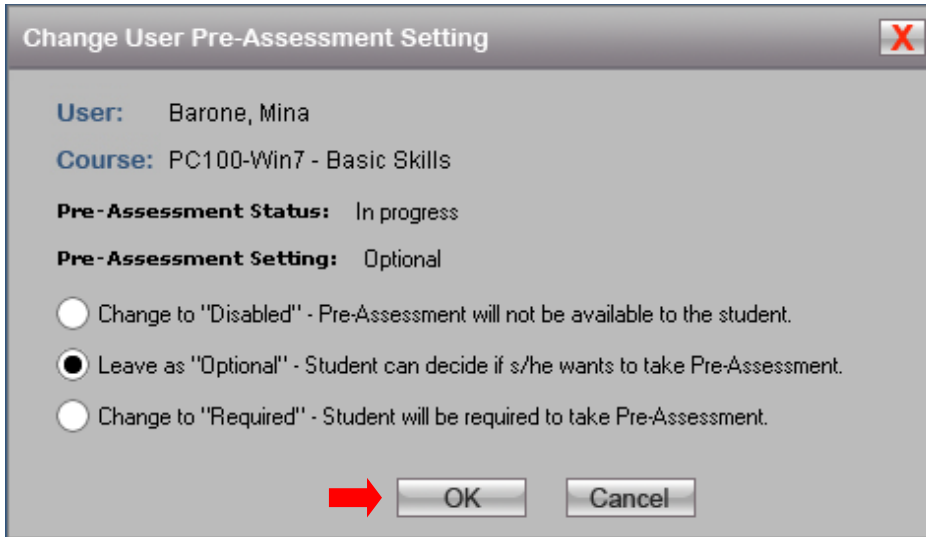 Change User Pre-Assessment Setting
X
User: Barone, Mina
Course: PC100-Win7 - Basic Skills
Pre-Assessment Status: In progress
Pre-Assessment Setting: Optional
Change to "Disabled" - Pre-Assessment will not be available to the student.
Leave as "Optional" - Student can decide if s/he wants to take Pre-Assessment.
Change to "Required" - Student will be required to take Pre-Assessment.
OK Cancel